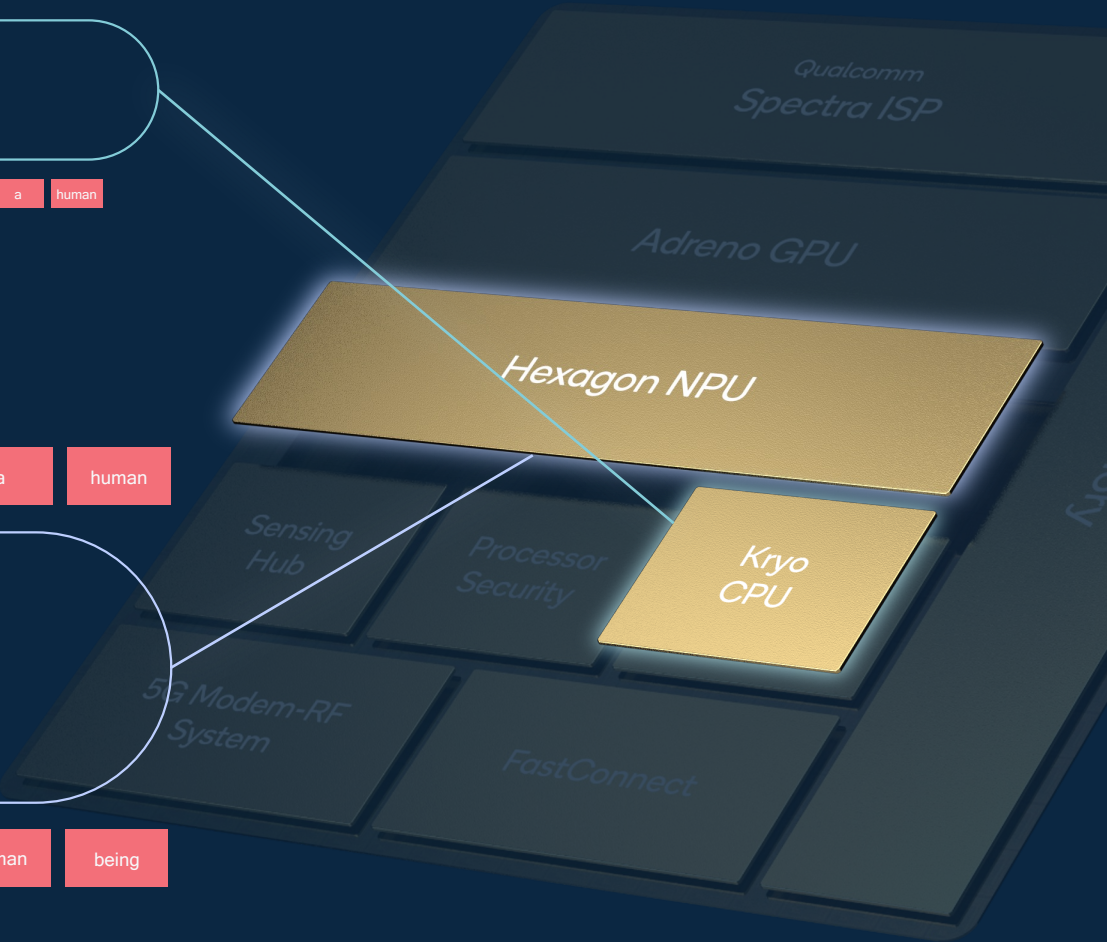 Qualcomm
Spectra ISP
a human
Adreno GPU
Hexagon NPU
a human
Sensing
Hub
Processor
Security
Kryo
CPU
5G Modem-RF
System
FastConnect
being